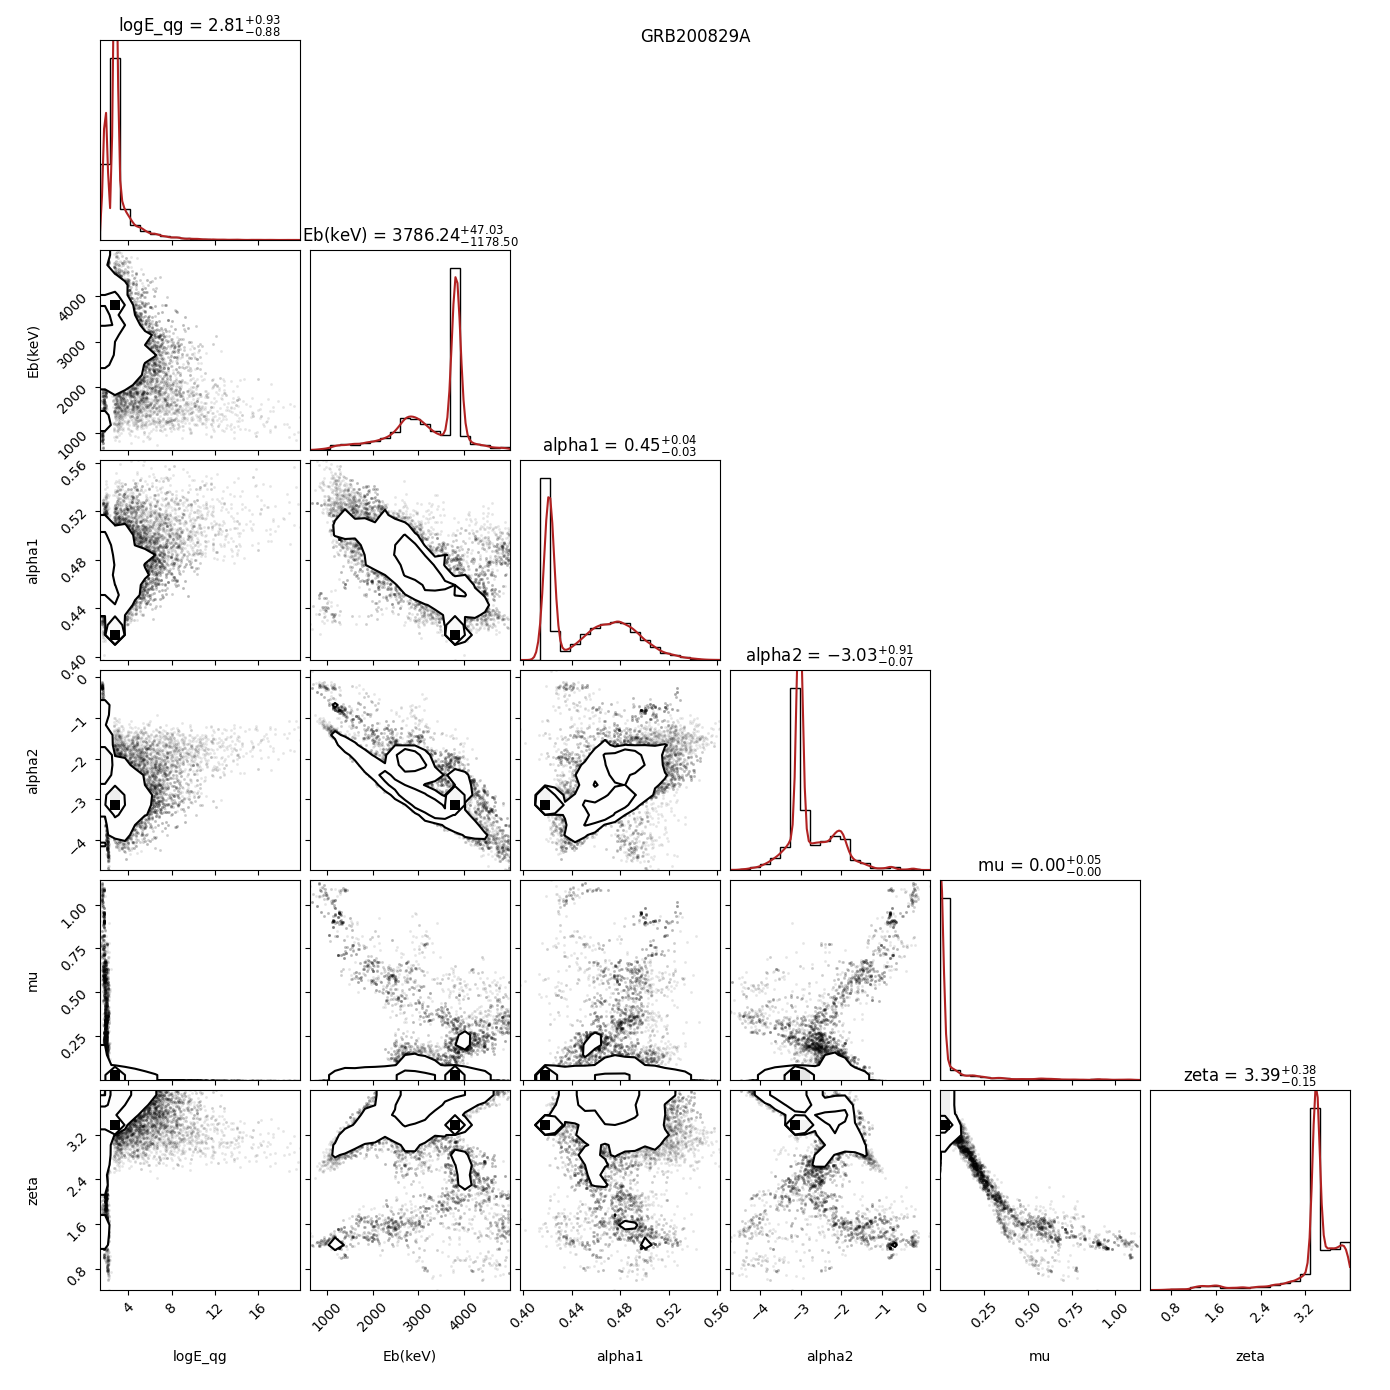 GRB200829A
logE_qg = 2.81+0.93 −0.88
Eb(keV) = 3786.24+47.03 −1178.50
alpha1 = 0.45+0.04 −0.03
alpha2 = −3.03+0.91 −0.07
mu = 0.00+0.05 −0.00
zeta = 3.39+0.38 −0.15
Eb(keV)
4000
3000
2000
1000
alpha1
0.56
0.52
0.48
0.44
0.40
alpha2
0
−1
−2
−3
−4
mu
1.00
0.75
0.50
0.25
zeta
3.2
2.4
1.6
0.8
4 8 12 16
1000 2000 3000 4000
0.40 0.44 0.48 0.52 0.56
−4 −3 −2 −1 0
0.25 0.50 0.75 1.00
0.8 1.6 2.4 3.2
logE_qg Eb(keV) alpha1 alpha2 mu zeta